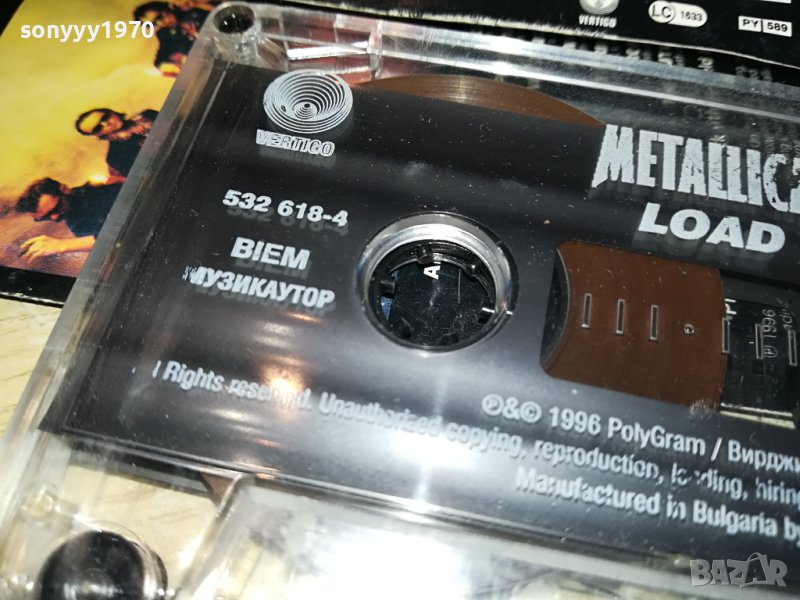 sonyyy1970
VERTIGO
LC 1633
PY 589
VERTIGO
METALLICA
LOAD
532 618-4
BIEM
МУЗИКАУТОР
A
G
1996
All Rights reserved. Unauthorized copying, reproduction, lending, hiring
℗&© 1996 PolyGram / Вирджи
Manufactured in Bulgaria by
BAZAR